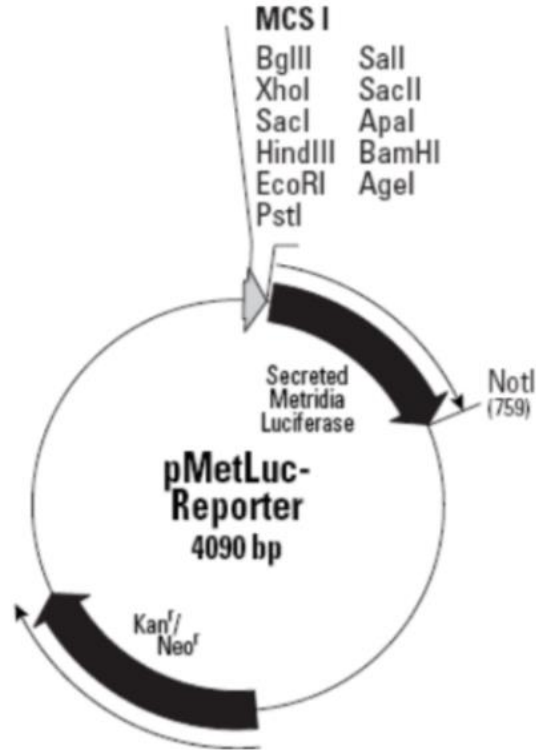 MCS I
BglII SalI
XhoI SacII
SacI ApaI
HindIII BamHI
EcoRI AgeI
PstI
Secreted
Metridia
Luciferase
NotI
(759)
pMetLuc-
Reporter
4090 bp
Kanʳ/
Neoʳ